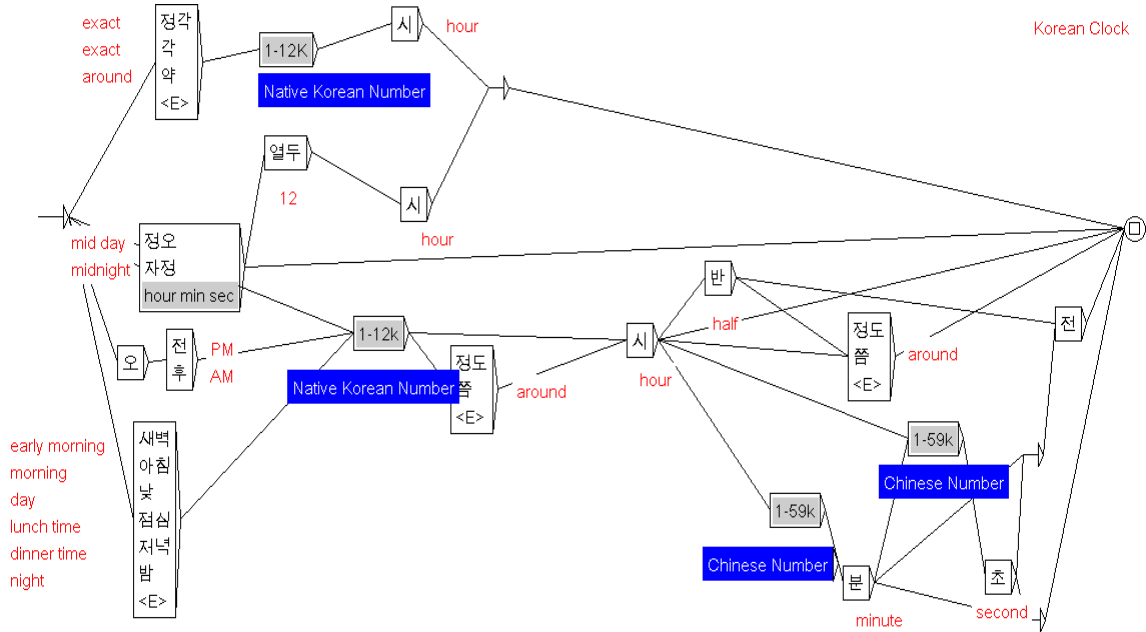 Korean Clock
exact
exact
around
정각
각
약
<E>
1-12K
Native Korean Number
시
hour
열두
12
시
hour
mid day
midnight
정오
자정
hour min sec
오
전
후
PM
AM
1-12k
Native Korean Number
정도
쯤
<E>
around
시
hour
반
half
정도
쯤
<E>
around
전
early morning
morning
day
lunch time
dinner time
night
새벽
아침
낮
점심
저녁
밤
<E>
1-59k
Chinese Number
1-59k
Chinese Number
분
minute
초
second